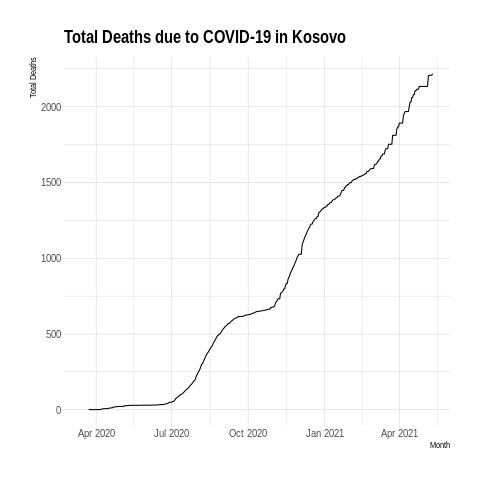 Total Deaths due to COVID-19 in Kosovo
Total Deaths
2000
1500
1000
500
0
Apr 2020 Jul 2020 Oct 2020 Jan 2021 Apr 2021
Month